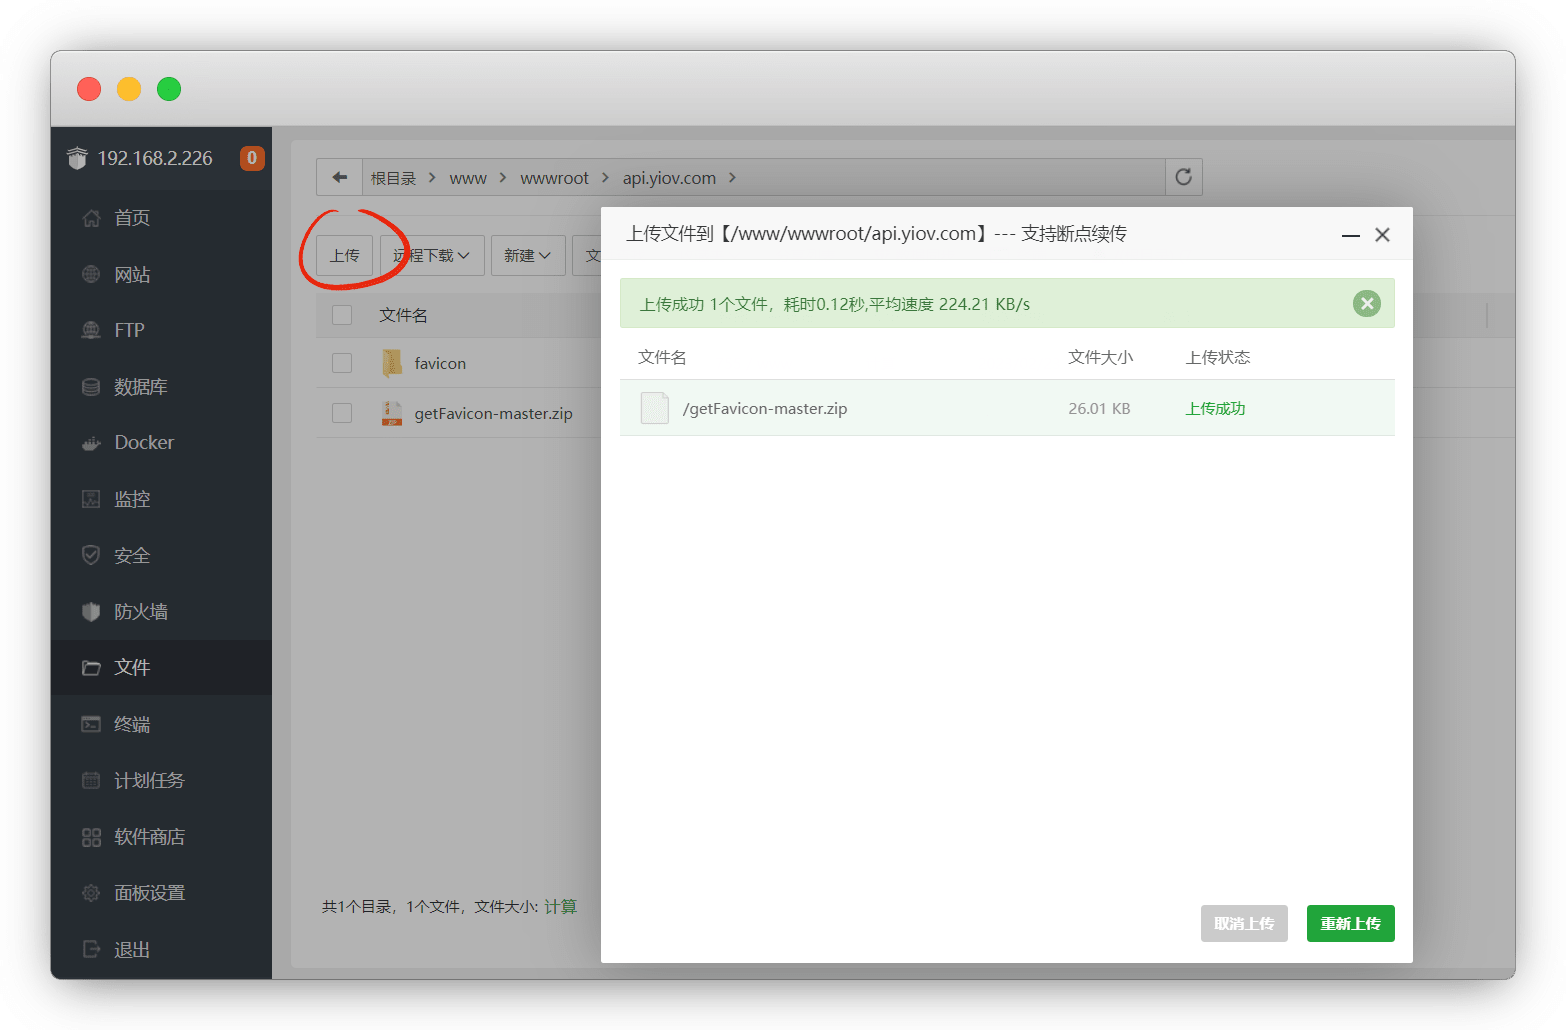 192.168.2.226 0
首页
网站
FTP
数据库
Docker
监控
安全
防火墙
文件
终端
计划任务
软件商店
面板设置
退出
根目录 www wwwroot api.yiov.com
上传 远程下载 新建 文
文件名
favicon
getFavicon-master.zip
共1个目录，1个文件，文件大小: 计算
上传文件到【/www/wwwroot/api.yiov.com】--- 支持断点续传
上传成功 1个文件，耗时0.12秒,平均速度 224.21 KB/s
文件名 文件大小 上传状态
/getFavicon-master.zip 26.01 KB 上传成功
取消上传 重新上传